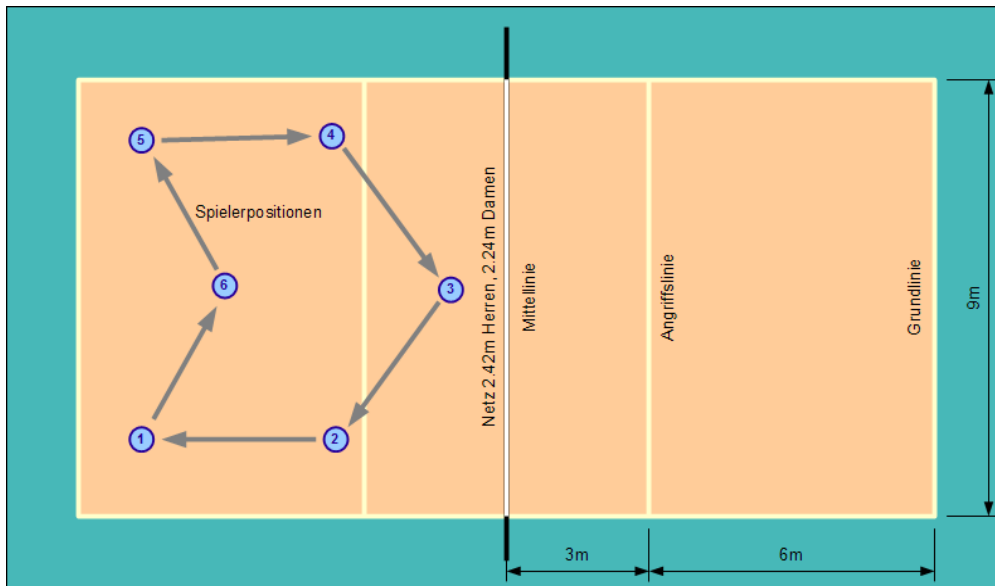 5
4
Spielerpositionen
6
3
1
2
Netz 2.42m Herren, 2.24m Damen
Mittellinie
Angriffslinie
Grundlinie
9m
3m
6m